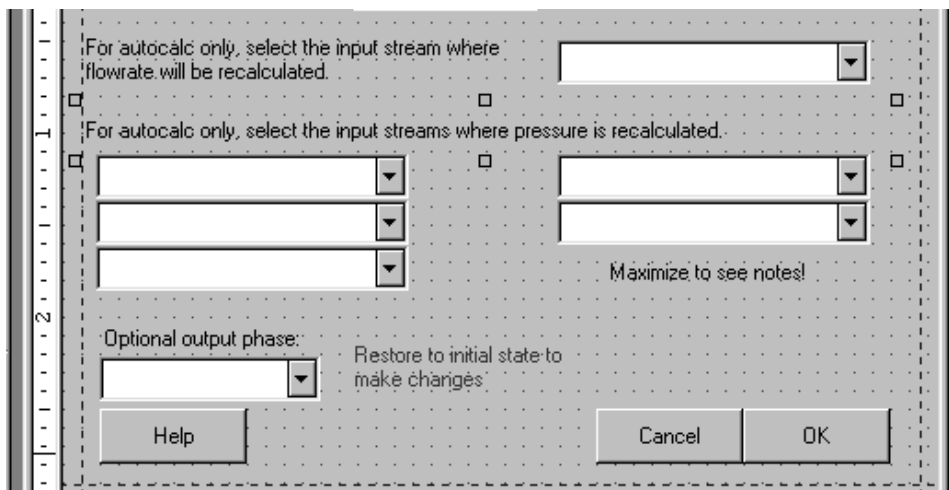 For autocalc only, select the input stream where
flowrate will be recalculated.
1
For autocalc only, select the input streams where pressure is recalculated.
Maximize to see notes!
2
Optional output phase:
Restore to initial state to
make changes
Help
Cancel
OK